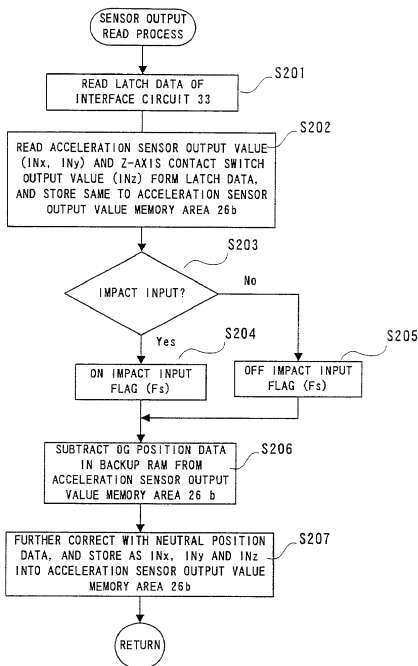 SENSOR OUTPUT
READ PROCESS
S201
READ LATCH DATA OF
INTERFACE CIRCUIT 33
S202
READ ACCELERATION SENSOR OUTPUT VALUE
(INx, INy) AND Z-AXIS CONTACT SWITCH
OUTPUT VALUE (INz) FORM LATCH DATA,
AND STORE SAME TO ACCELERATION SENSOR
OUTPUT VALUE MEMORY AREA 26b
S203
IMPACT INPUT?
No
Yes
S204
ON IMPACT INPUT
FLAG (Fs)
S205
OFF IMPACT INPUT
FLAG (Fs)
S206
SUBTRACT 0G POSITION DATA
IN BACKUP RAM FROM
ACCELERATION SENSOR OUTPUT
VALUE MEMORY AREA 26 b
S207
FURTHER CORRECT WITH NEUTRAL POSITION
DATA, AND STORE AS INx, INy AND INz
INTO ACCELERATION SENSOR OUTPUT VALUE
MEMORY AREA 26b
RETURN